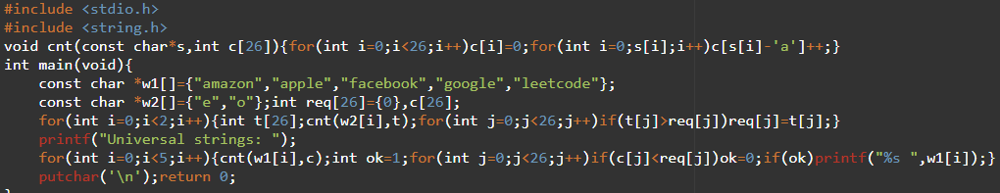 #include <stdio.h>
#include <string.h>
void cnt(const char*s,int c[26]){for(int i=0;i<26;i++)c[i]=0;for(int i=0;s[i];i++)c[s[i]-'a']++;}
int main(void){
    const char *w1[]={"amazon","apple","facebook","google","leetcode"};
    const char *w2[]={"e","o"};int req[26]={0},c[26];
    for(int i=0;i<2;i++){int t[26];cnt(w2[i],t);for(int j=0;j<26;j++)if(t[j]>req[j])req[j]=t[j];}
    printf("Universal strings: ");
    for(int i=0;i<5;i++){cnt(w1[i],c);int ok=1;for(int j=0;j<26;j++)if(c[j]<req[j])ok=0;if(ok)printf("%s ",w1[i]);}
    putchar('\n');return 0;
}